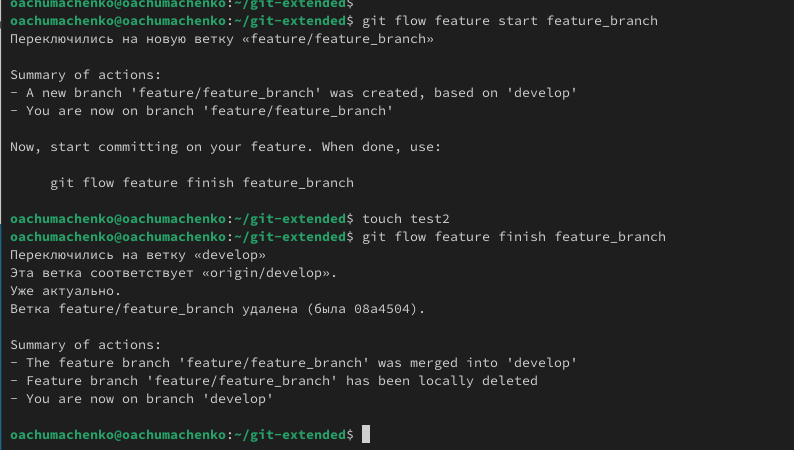 oachumachenko@oachumachenko:~/git-extended$
oachumachenko@oachumachenko:~/git-extended$ git flow feature start feature_branch
Переключились на новую ветку «feature/feature_branch»
Summary of actions:
- A new branch 'feature/feature_branch' was created, based on 'develop'
- You are now on branch 'feature/feature_branch'
Now, start committing on your feature. When done, use:
git flow feature finish feature_branch
oachumachenko@oachumachenko:~/git-extended$ touch test2
oachumachenko@oachumachenko:~/git-extended$ git flow feature finish feature_branch
Переключились на ветку «develop»
Эта ветка соответствует «origin/develop».
Уже актуально.
Ветка feature/feature_branch удалена (была 08a4504).
Summary of actions:
- The feature branch 'feature/feature_branch' was merged into 'develop'
- Feature branch 'feature/feature_branch' has been locally deleted
- You are now on branch 'develop'
oachumachenko@oachumachenko:~/git-extended$